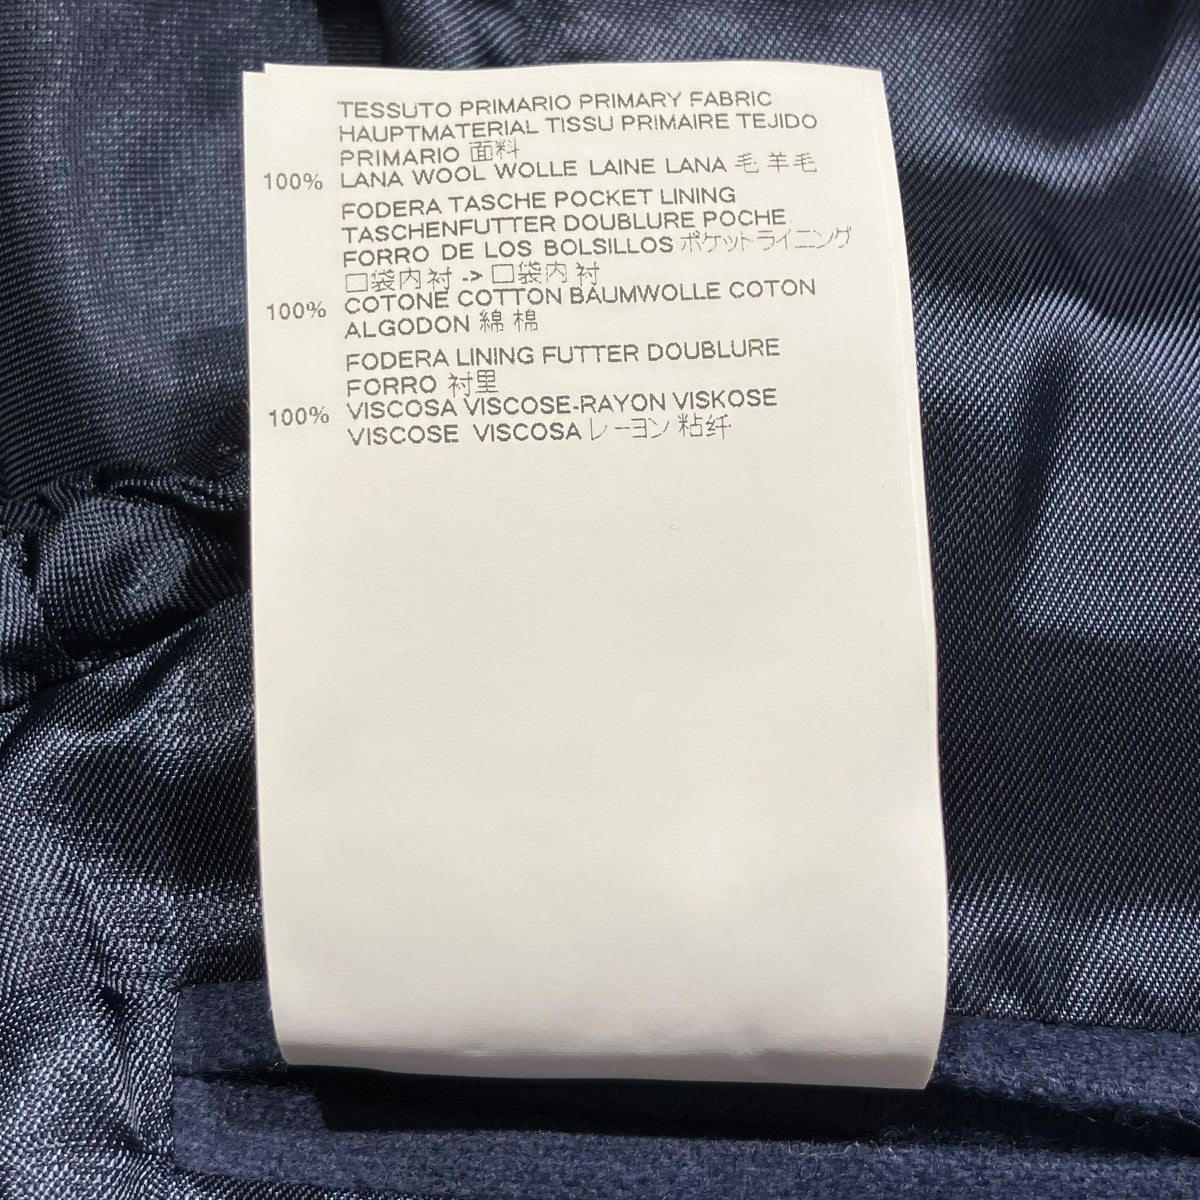 TESSUTO PRIMARIO PRIMARY FABRIC
HAUPTMATERIAL TISSU PRIMAIRE TEJIDO
PRIMARIO 面料
100% LANA WOOL WOLLE LAINE LANA 毛 羊毛
FODERA TASCHE POCKET LINING
TASCHENFUTTER DOUBLURE POCHE
FORRO DE LOS BOLSILLOS ポケットライニング
口袋内衬 -> 口袋内衬
100% COTONE COTTON BAUMWOLLE COTON
ALGODON 綿 棉
FODERA LINING FUTTER DOUBLURE
FORRO 衬里
100% VISCOSA VISCOSE-RAYON VISKOSE
VISCOSE VISCOSA レーヨン 粘纤